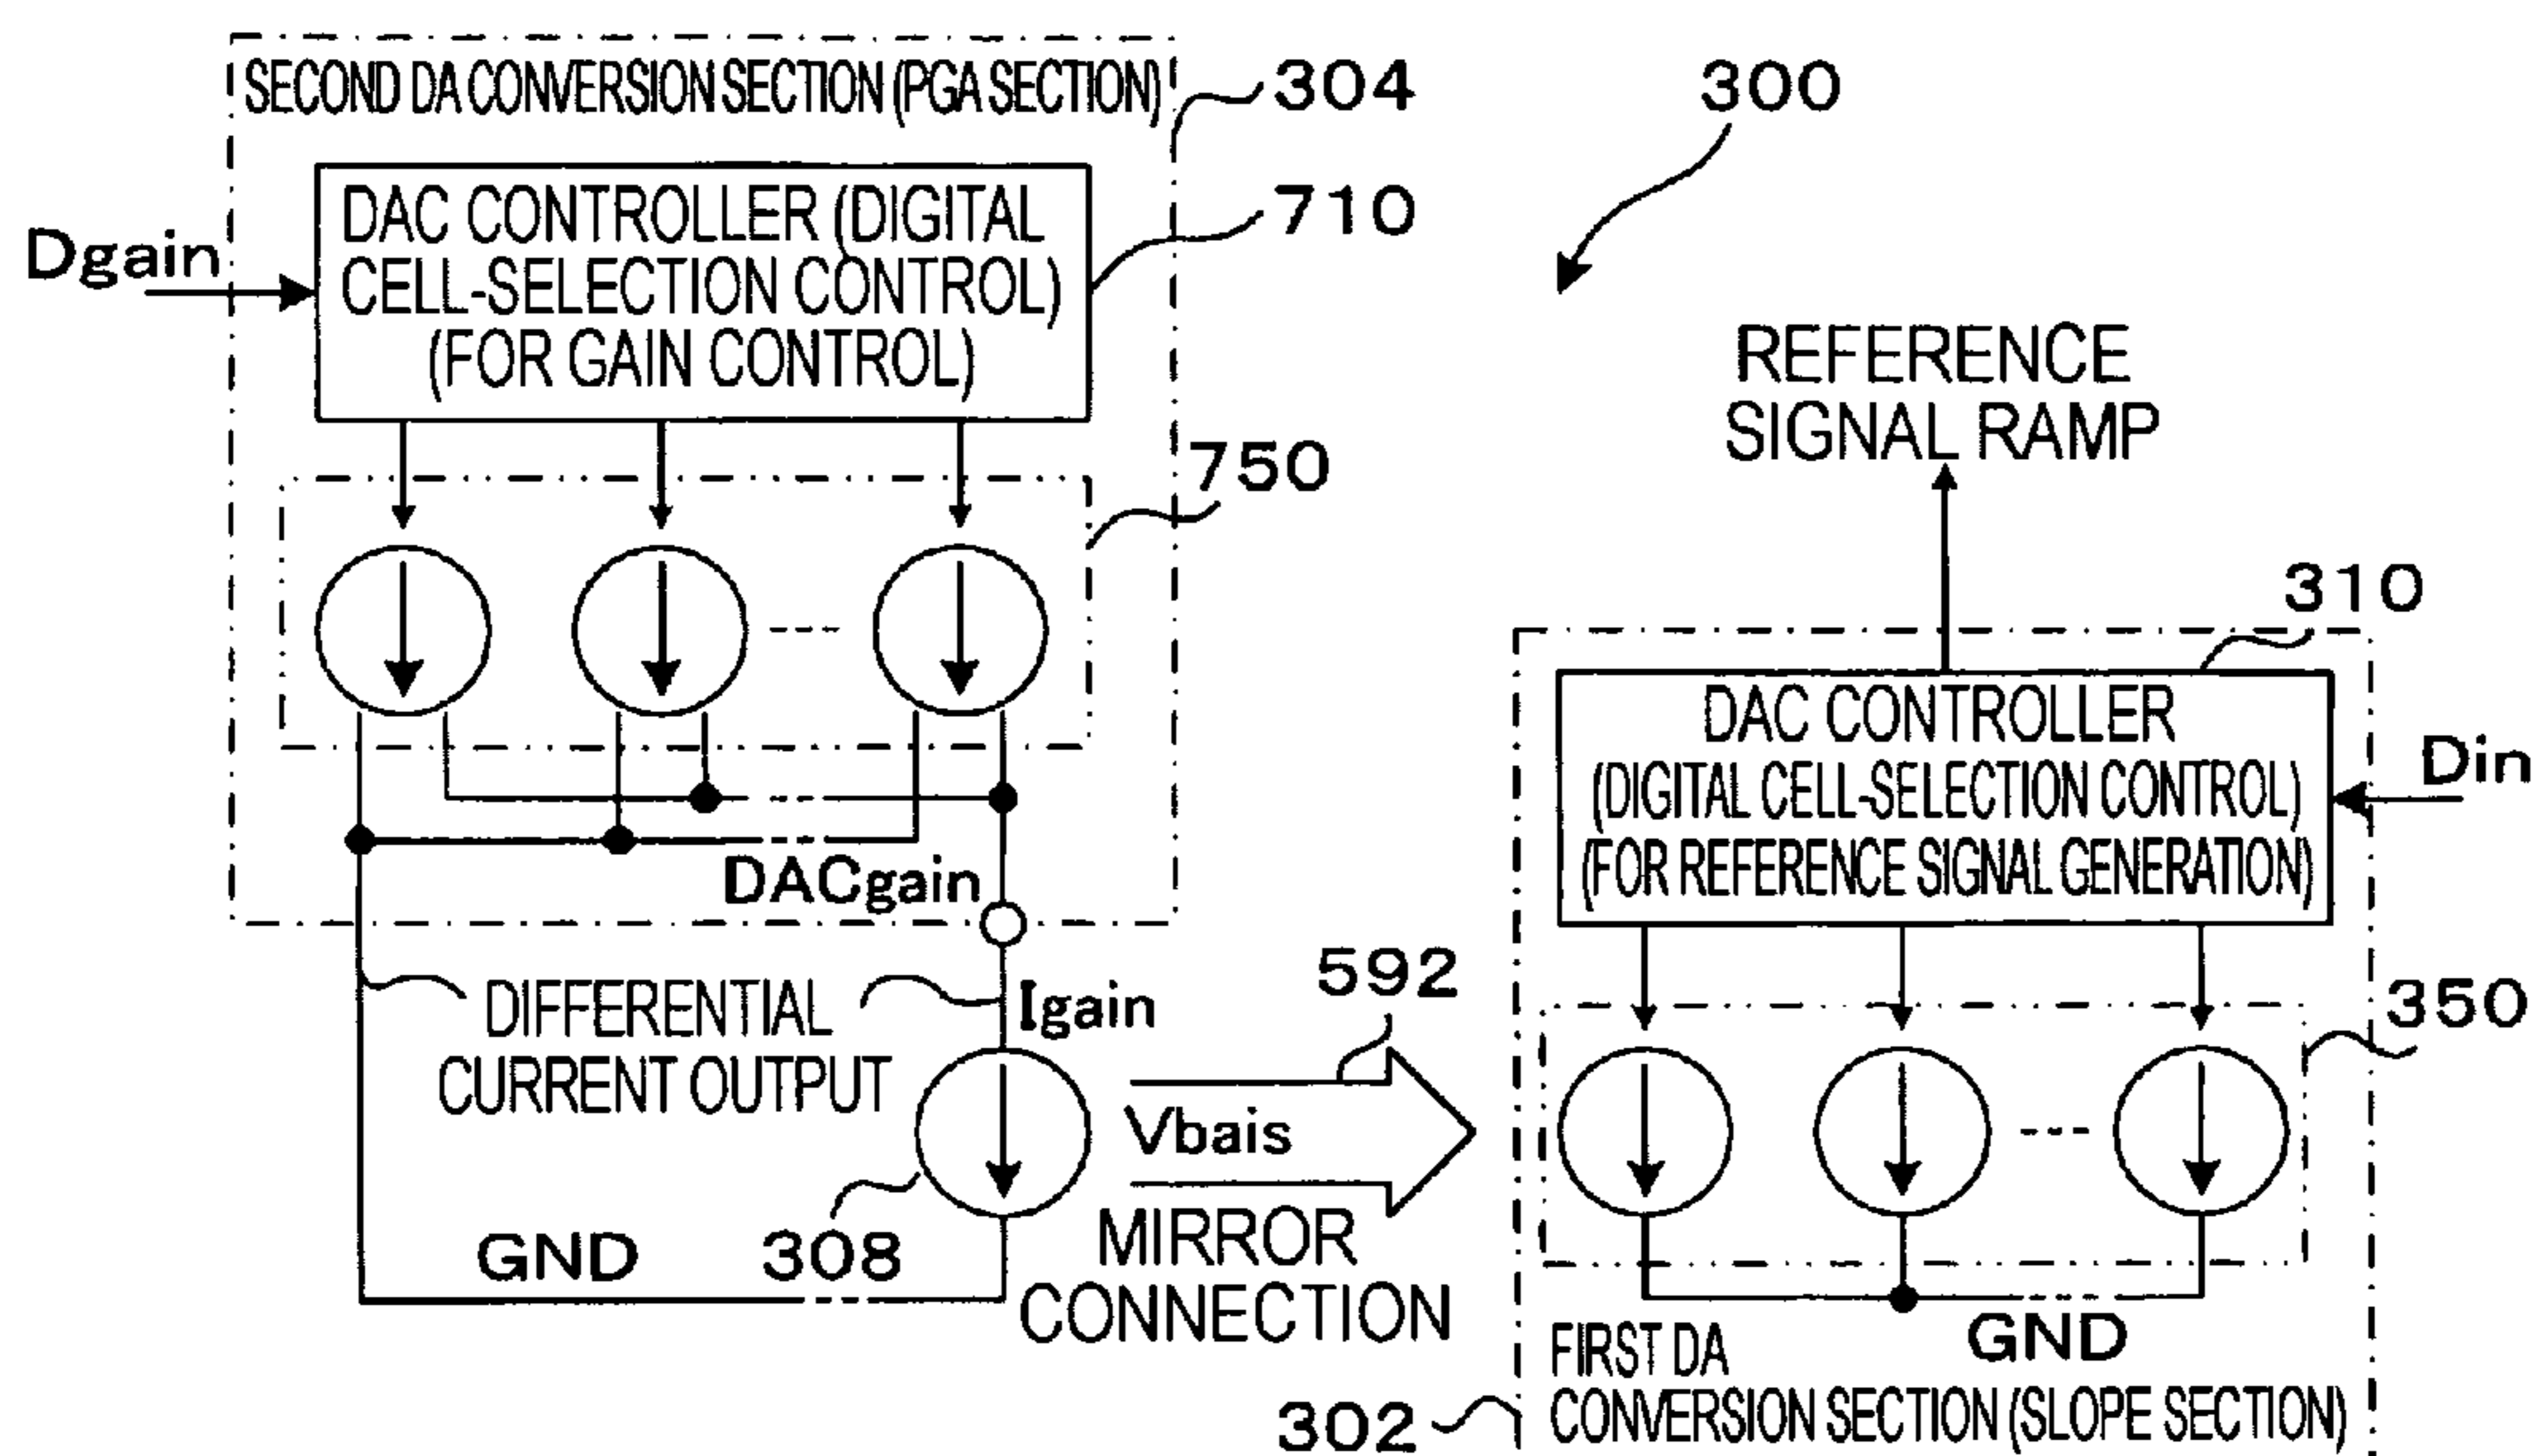 SECOND DA CONVERSION SECTION (PGA SECTION)
304
300
DAC CONTROLLER (DIGITAL
CELL-SELECTION CONTROL)
(FOR GAIN CONTROL)
710
Dgain
REFERENCE
SIGNAL RAMP
750
310
DAC CONTROLLER
(DIGITAL CELL-SELECTION CONTROL)
(FOR REFERENCE SIGNAL GENERATION)
Din
DACgain
DIFFERENTIAL
CURRENT OUTPUT
Igain
592
350
Vbais
308
GND
MIRROR
CONNECTION
GND
FIRST DA
CONVERSION SECTION (SLOPE SECTION)
302